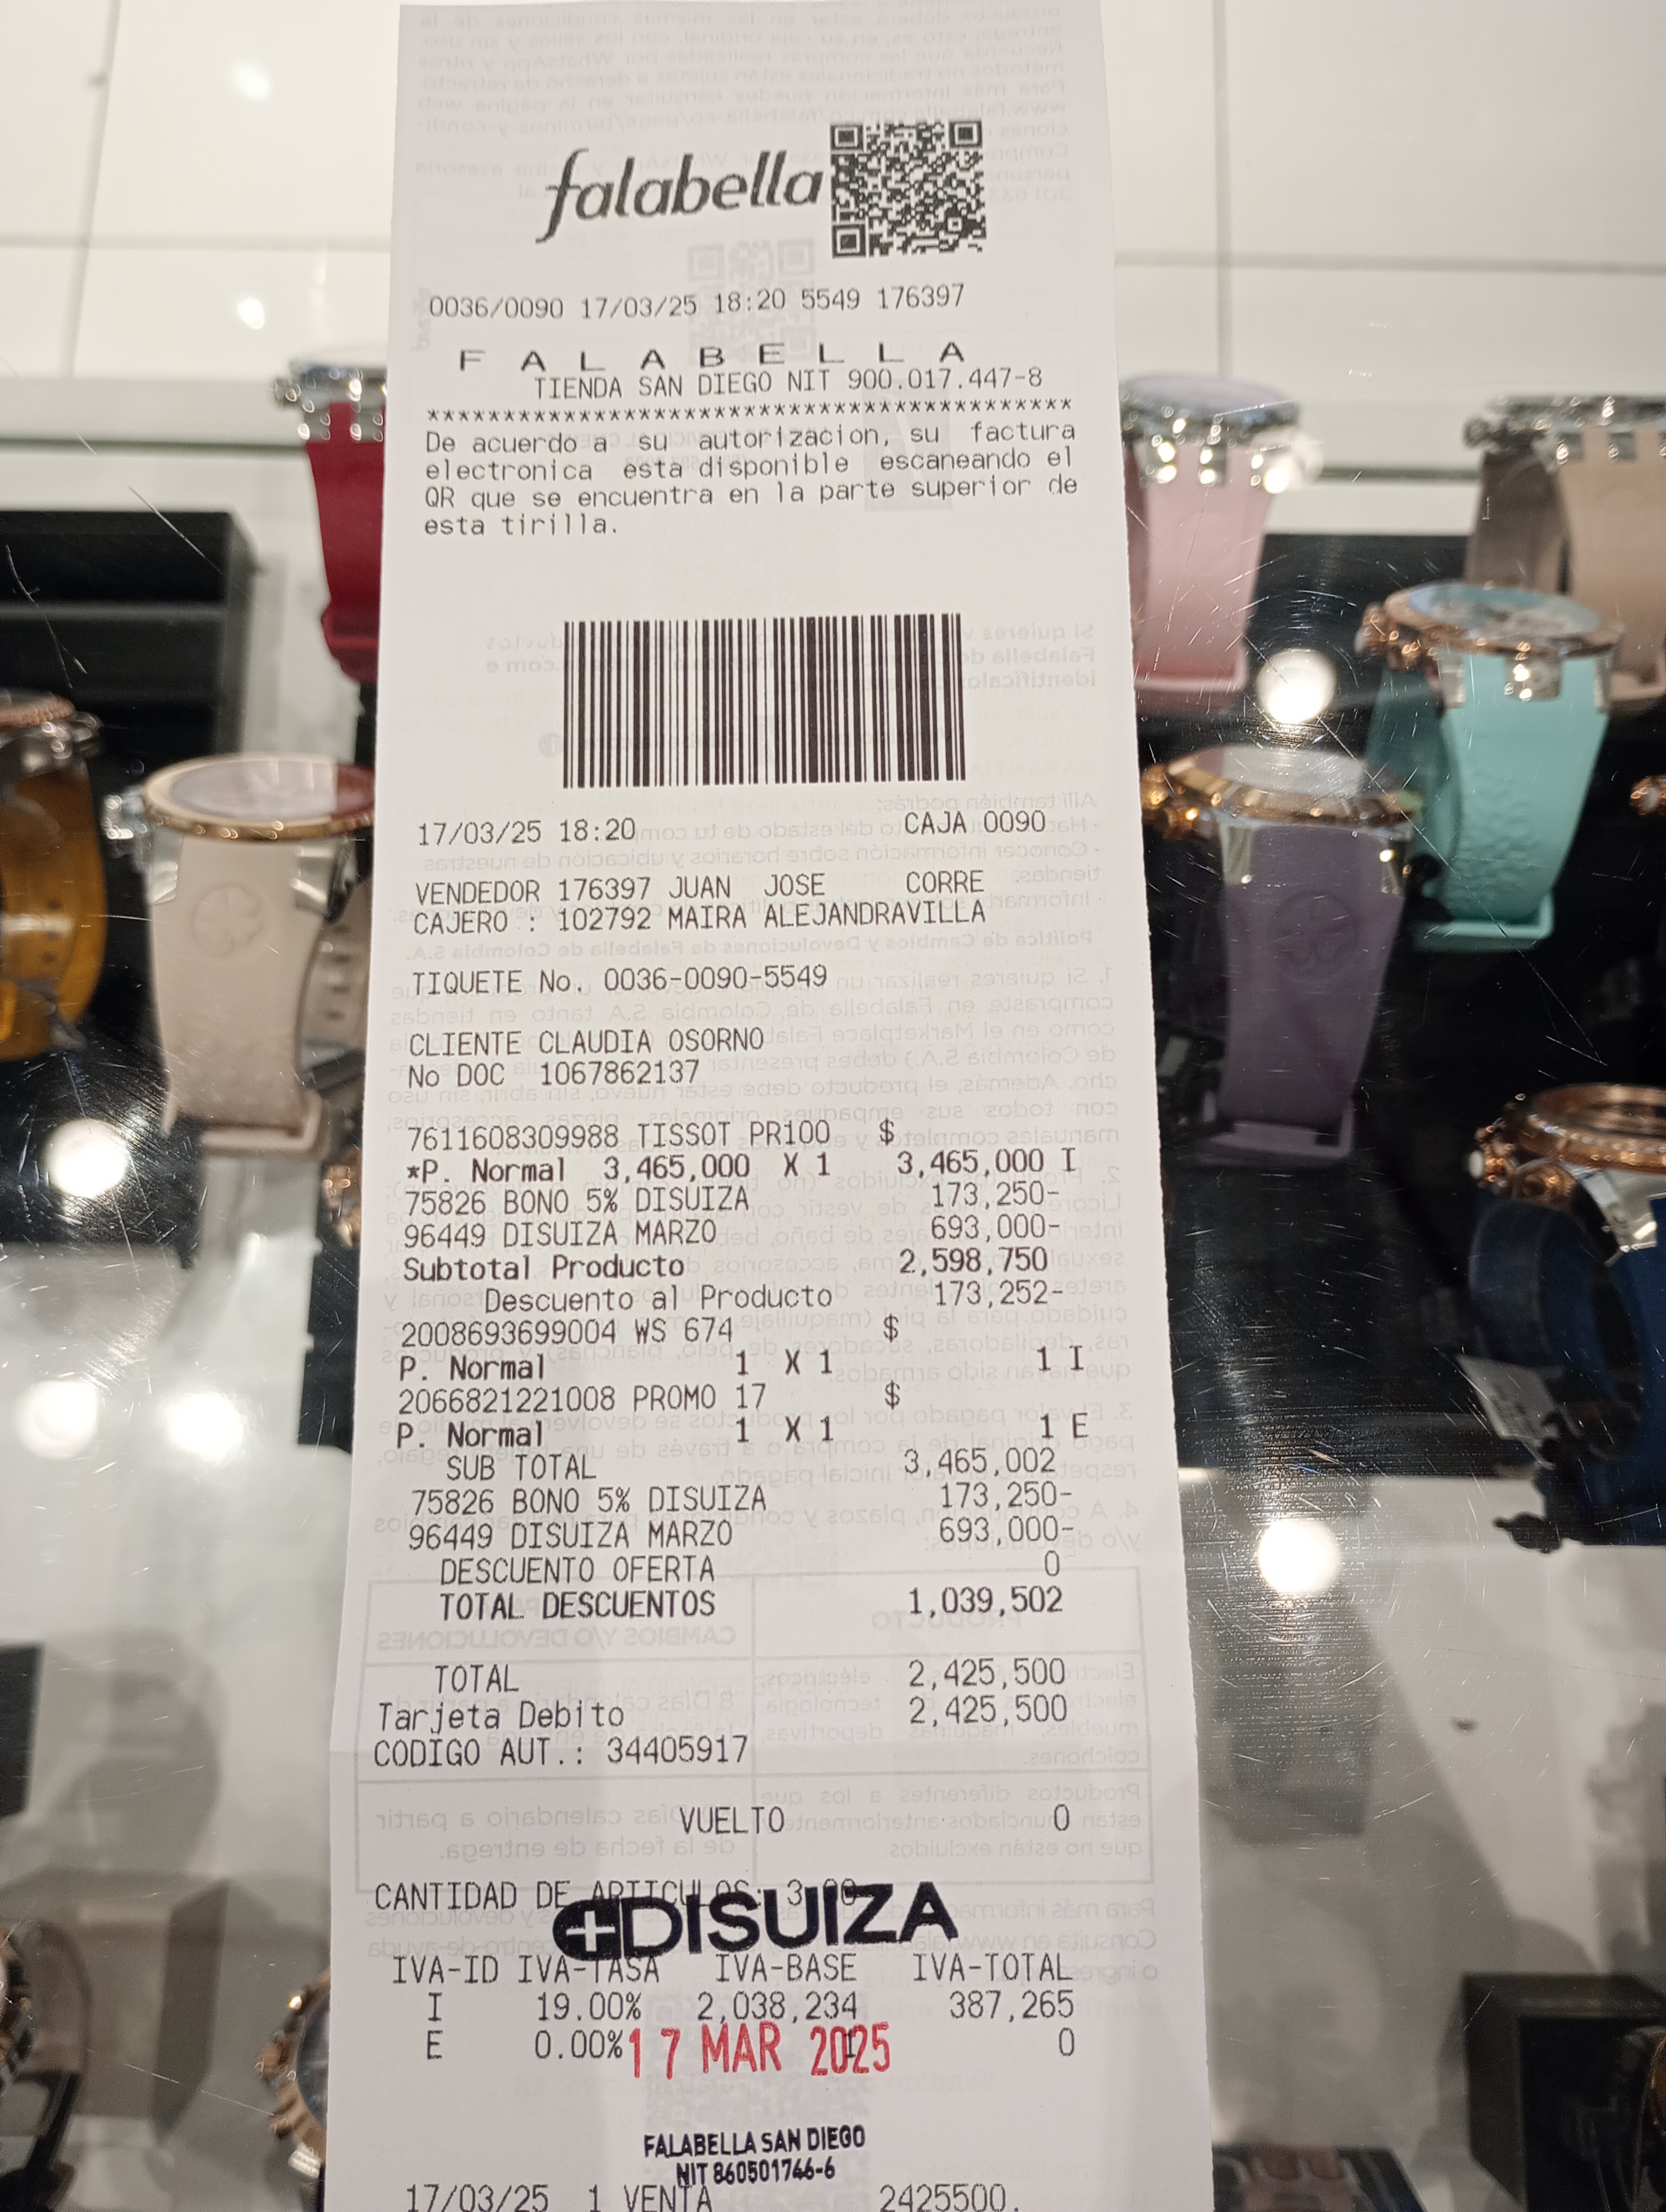 falabella
0036/0090 17/03/25 18:20 5549 176397
F A L A B E L L A
TIENDA SAN DIEGO NIT 900.017.447-8
******************************************
De acuerdo a su autorizacion, su factura
electronica esta disponible escaneando el
QR que se encuentra en la parte superior de
esta tirilla.
17/03/25 18:20 CAJA 0090
VENDEDOR 176397 JUAN JOSE CORRE
CAJERO : 102792 MAIRA ALEJANDRAVILLA
TIQUETE No. 0036-0090-5549
CLIENTE CLAUDIA OSORNO
No DOC 1067862137
7611608309988 TISSOT PR100 $
*P. Normal 3,465,000 X 1 3,465,000 I
75826 BONO 5% DISUIZA 173,250-
96449 DISUIZA MARZO 693,000-
Subtotal Producto 2,598,750
Descuento al Producto 173,252-
2008693699004 WS 674 $
P. Normal 1 X 1 1 I
2066821221008 PROMO 17 $
P. Normal 1 X 1 1 E
SUB TOTAL 3,465,002
75826 BONO 5% DISUIZA 173,250-
96449 DISUIZA MARZO 693,000-
DESCUENTO OFERTA 0
TOTAL DESCUENTOS 1,039,502
TOTAL 2,425,500
Tarjeta Debito 2,425,500
CODIGO AUT.: 34405917
VUELTO 0
CANTIDAD DE ARTICULOS: 3.00
DISUIZA
IVA-ID IVA-TASA IVA-BASE IVA-TOTAL
I 19.00% 2,038,234 387,265
E 0.00% 1 0
17 MAR 2025
FALABELLA SAN DIEGO
NIT 860501746-6
17/03/25 1 VENTA 2425500.